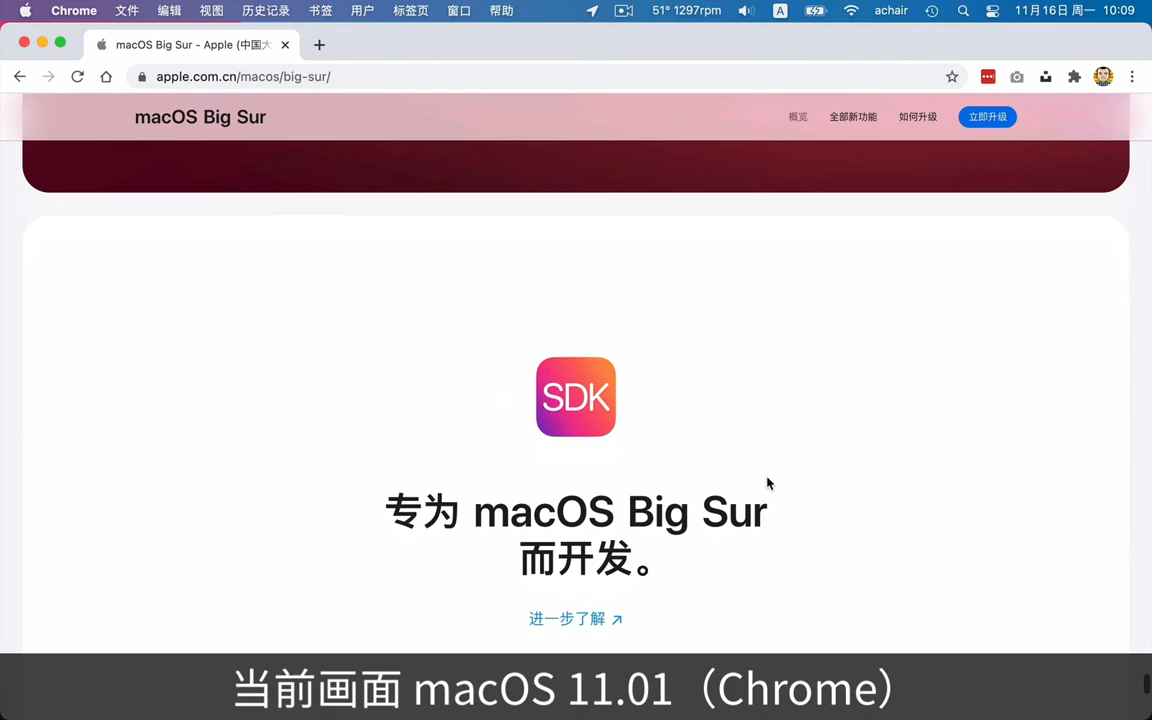 Chrome 文件 编辑 视图 历史记录 书签 用户 标签页 窗口 帮助 51° 1297rpm A achair 11月16日 周一 10:09
macOS Big Sur - Apple (中国大
apple.com.cn/macos/big-sur/
macOS Big Sur 概览 全部新功能 如何升级 立即升级
SDK
专为 macOS Big Sur
而开发。
进一步了解 ↗
当前画面 macOS 11.01（Chrome）